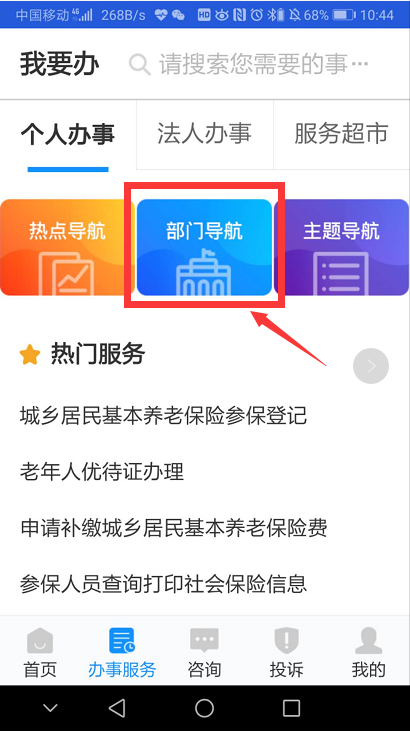 中国移动 4G 268B/s HD 68% 10:44
我要办 请搜索您需要的事···
个人办事 法人办事 服务超市
热点导航 部门导航 主题导航
热门服务
城乡居民基本养老保险参保登记
老年人优待证办理
申请补缴城乡居民基本养老保险费
参保人员查询打印社会保险信息
首页 办事服务 咨询 投诉 我的